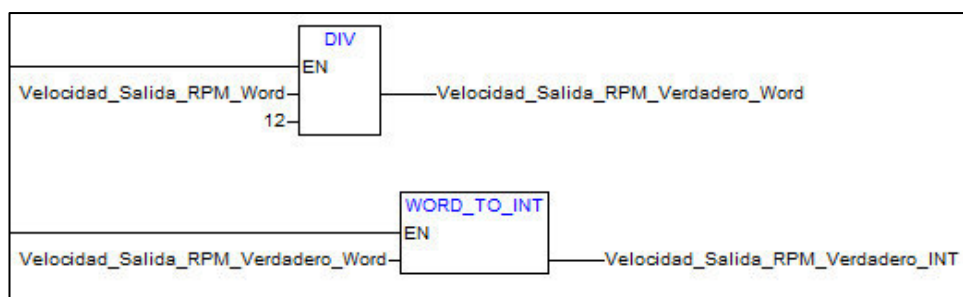 DIV
EN
Velocidad_Salida_RPM_Word Velocidad_Salida_RPM_Verdadero_Word
12
WORD_TO_INT
EN
Velocidad_Salida_RPM_Verdadero_Word Velocidad_Salida_RPM_Verdadero_INT